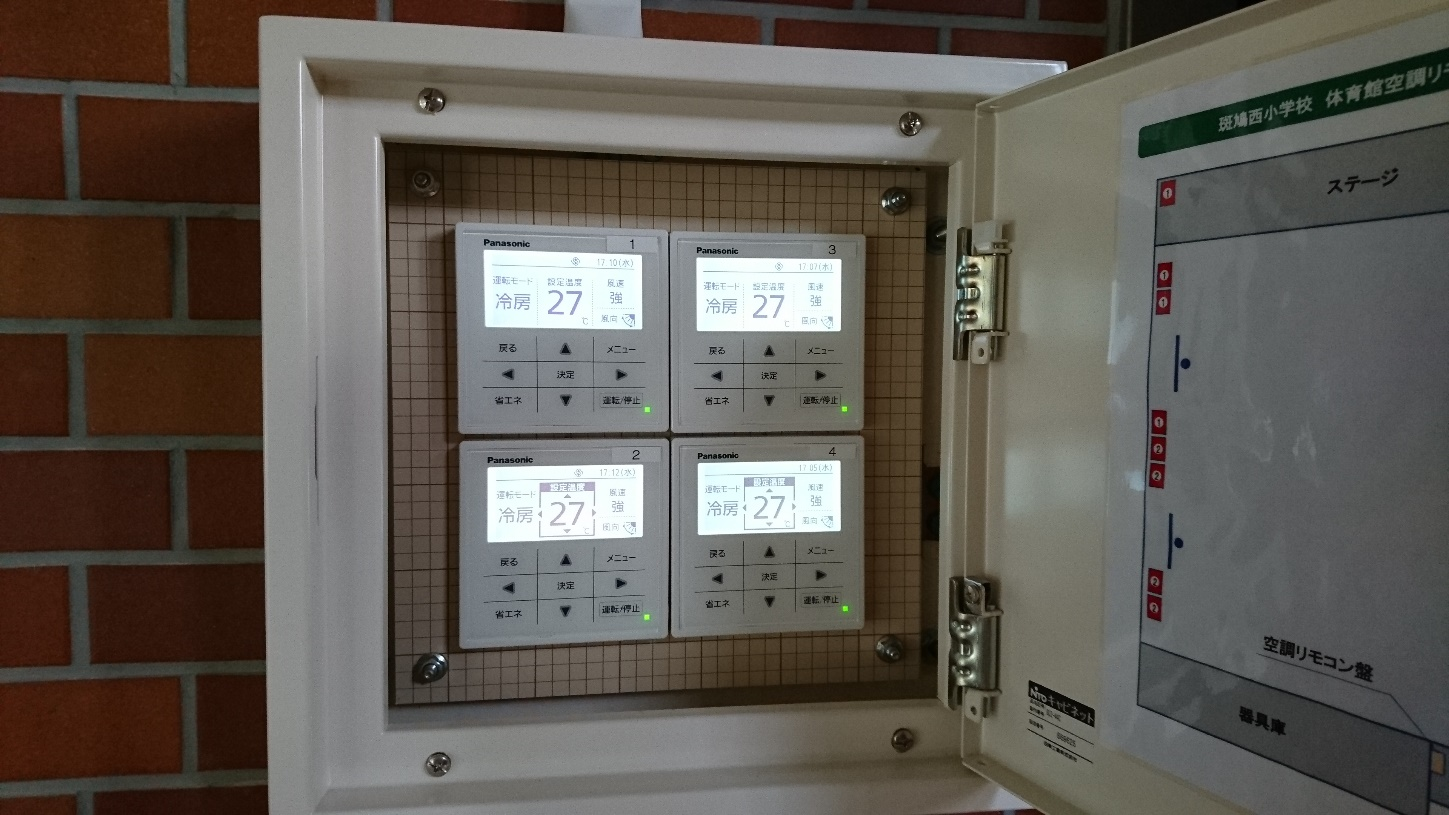 Panasonic 1
17:10(水)
運転モード 設定温度 風速
冷房 27℃ 強
風向
戻る ▲ メニュー
◀ 決定 ▶
省エネ ▼ 運転/停止
Panasonic 3
17:07(水)
運転モード 設定温度 風速
冷房 27℃ 強
風向
戻る ▲ メニュー
◀ 決定 ▶
省エネ ▼ 運転/停止
Panasonic 2
17:12(水)
運転モード 設定温度 風速
冷房 27℃ 強
風向
戻る ▲ メニュー
◀ 決定 ▶
省エネ ▼ 運転/停止
Panasonic 4
17:05(水)
運転モード 設定温度 風速
冷房 27℃ 強
風向
戻る ▲ メニュー
◀ 決定 ▶
省エネ ▼ 運転/停止
斑鳩西小学校 体育館空調リモ
ステージ
1
1
1
1
2
2
2
2
空調リモコン盤
器具庫
NITO キャビネット